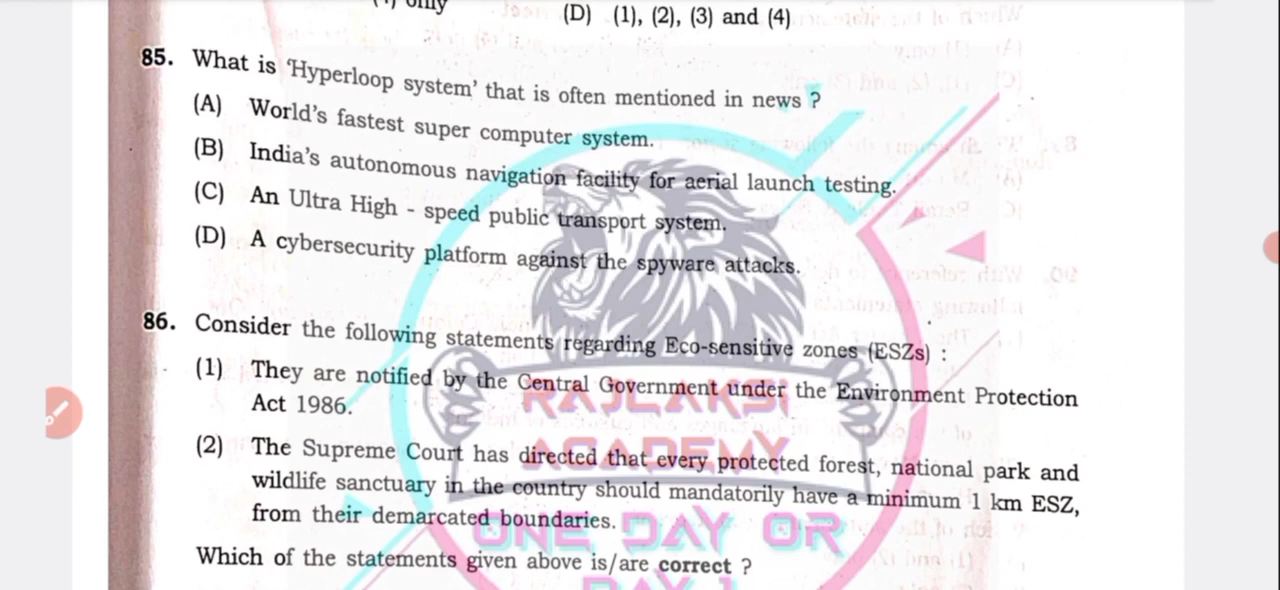 only
(D) (1), (2), (3) and (4)
85. What is 'Hyperloop system' that is often mentioned in news ?
(A) World's fastest super computer system.
(B) India's autonomous navigation facility for aerial launch testing.
(C) An Ultra High - speed public transport system.
(D) A cybersecurity platform against the spyware attacks.
86. Consider the following statements regarding Eco-sensitive zones (ESZs) :
(1) They are notified by the Central Government under the Environment Protection
Act 1986.
(2) The Supreme Court has directed that every protected forest, national park and
wildlife sanctuary in the country should mandatorily have a minimum 1 km ESZ,
from their demarcated boundaries.
Which of the statements given above is/are correct ?
RAJLAKSI
ACADEMY
ONE DAY OR
DAY 1